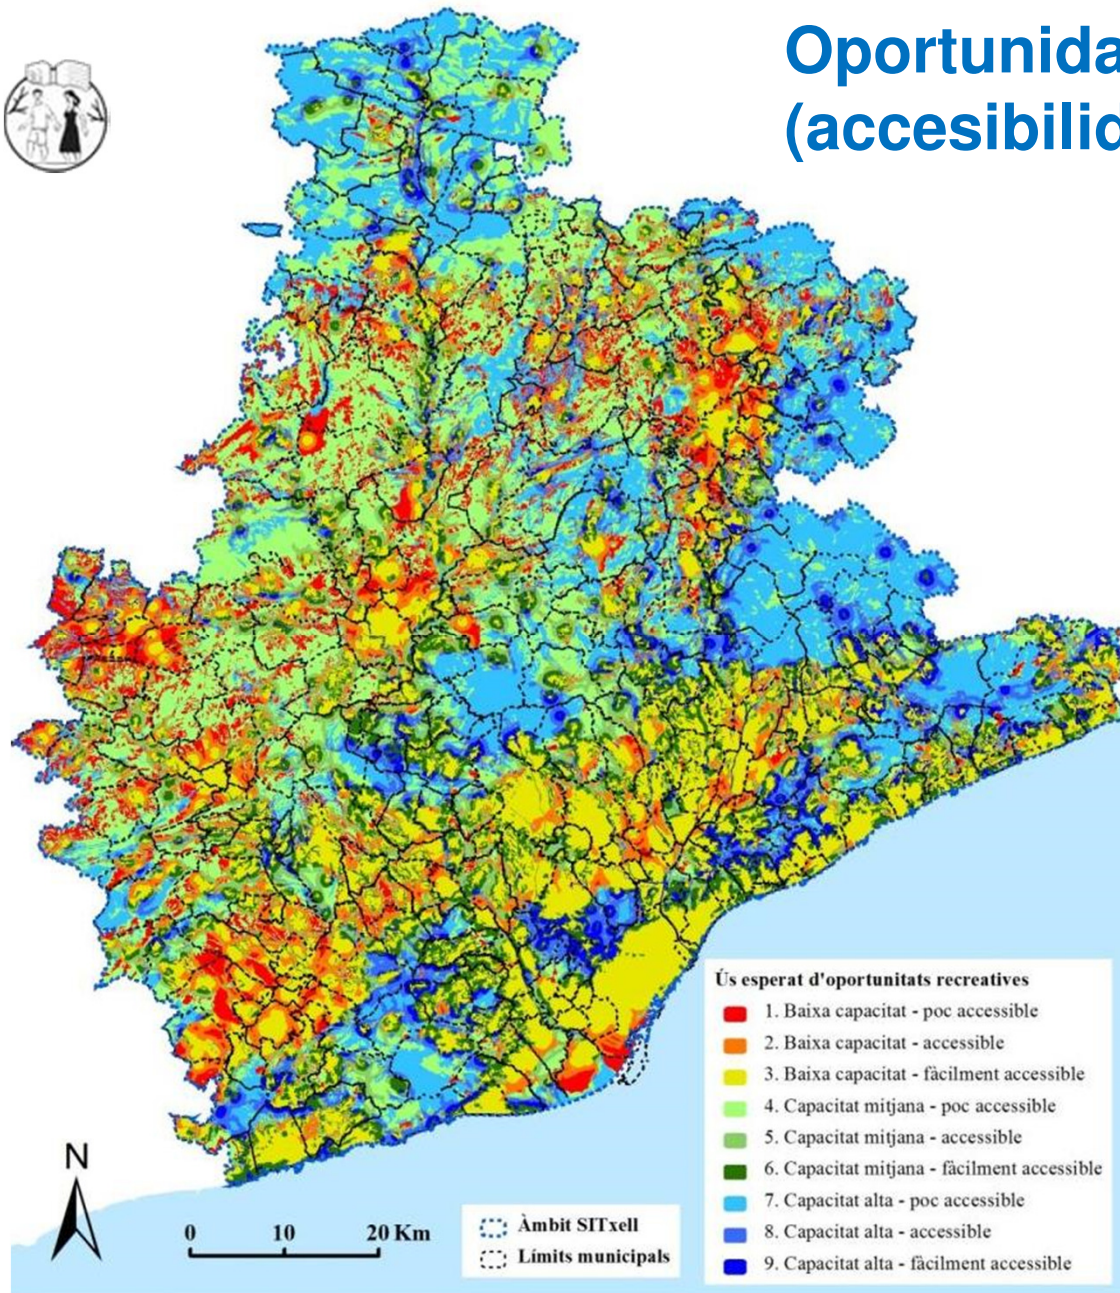 Oportunida
(accesibilid
Ús esperat d'oportunitats recreatives
1. Baixa capacitat - poc accessible
2. Baixa capacitat - accessible
3. Baixa capacitat - fàcilment accessible
4. Capacitat mitjana - poc accessible
5. Capacitat mitjana - accessible
6. Capacitat mitjana - fàcilment accessible
7. Capacitat alta - poc accessible
8. Capacitat alta - accessible
9. Capacitat alta - fàcilment accessible
N
0 10 20 Km
Àmbit SITxell
Límits municipals